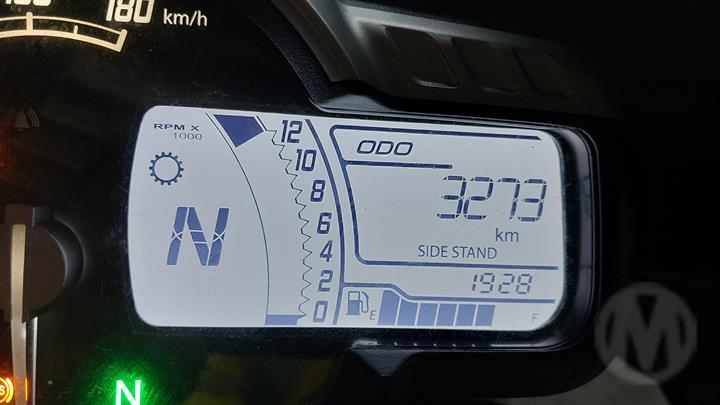 180 km/h
RPM X
1000
N
12
10
8
6
4
2
0
ODO
3273
km
SIDE STAND
1928
E
F
N
M